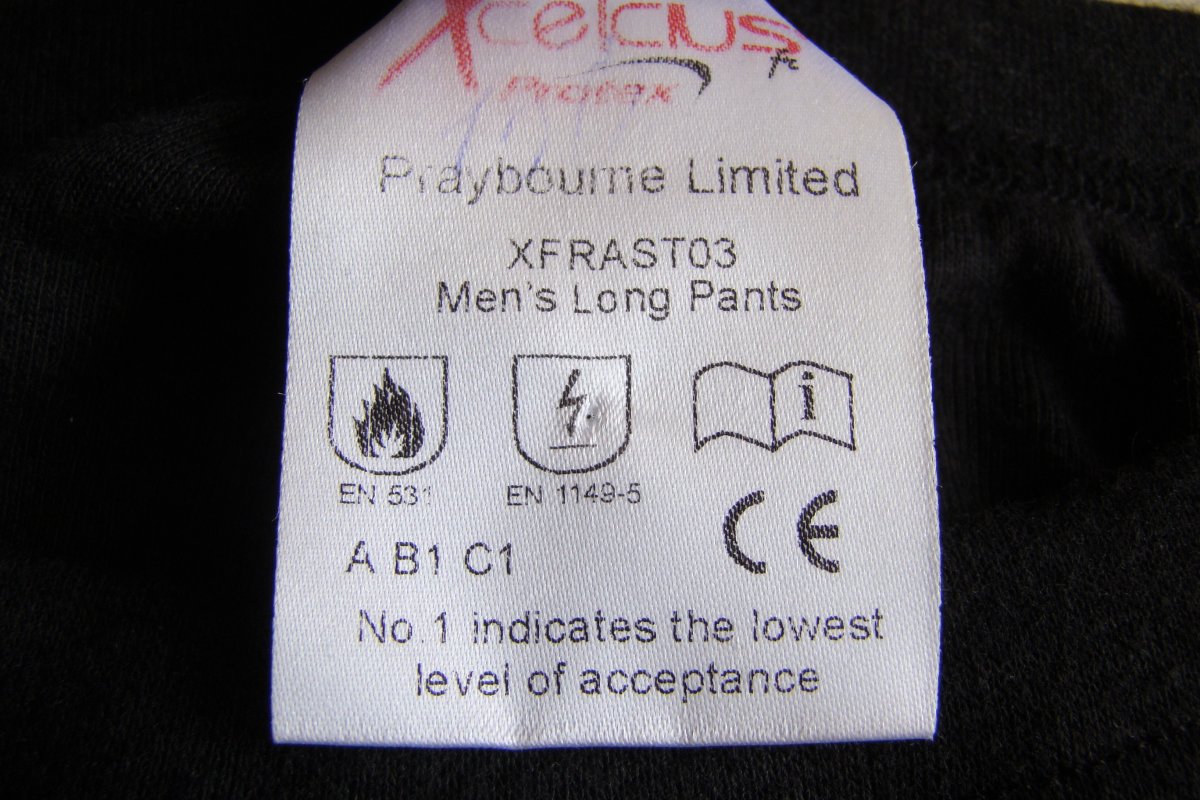 Xcelcius
Protex
Praybourne Limited
XFRAST03
Men's Long Pants
i
EN 531
EN 1149-5
A B1 C1
CE
No.1 indicates the lowest
level of acceptance